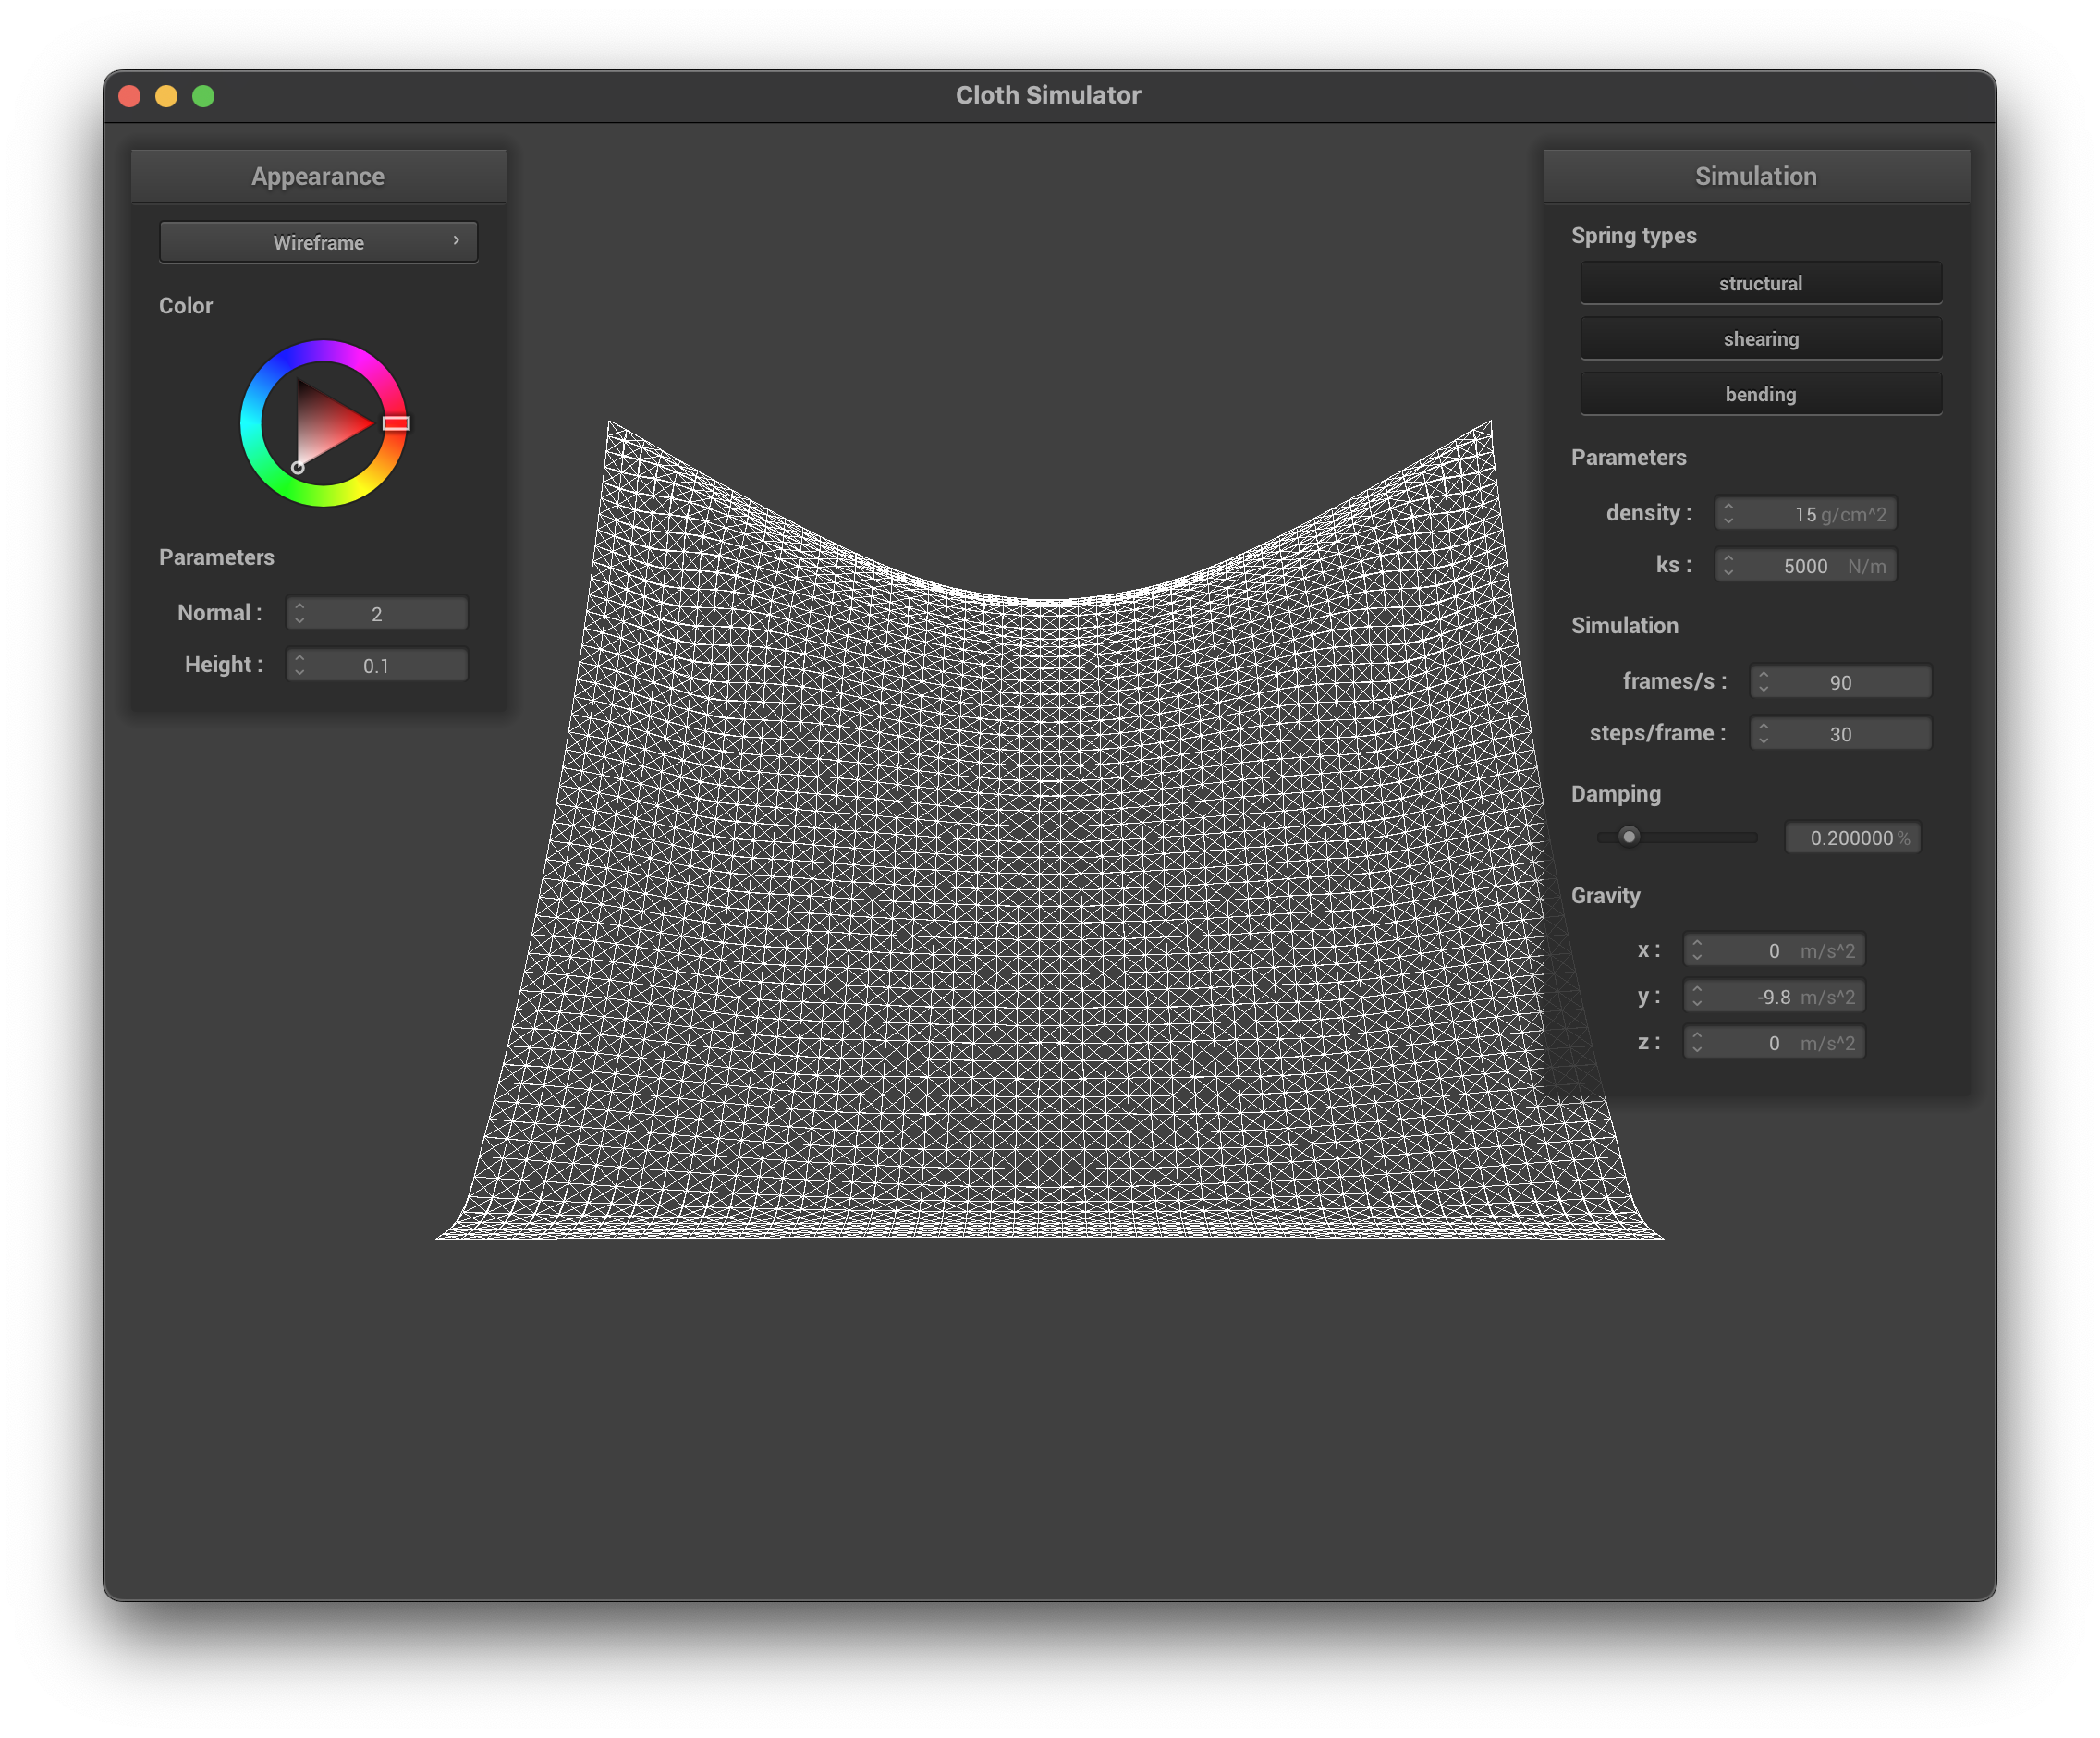 Cloth Simulator
Appearance
Wireframe
Color
Parameters
Normal : 2
Height : 0.1
Simulation
Spring types
structural
shearing
bending
Parameters
density : 15 g/cm^2
ks : 5000 N/m
Simulation
frames/s : 90
steps/frame : 30
Damping
0.200000 %
Gravity
x : 0 m/s^2
y : -9.8 m/s^2
z : 0 m/s^2